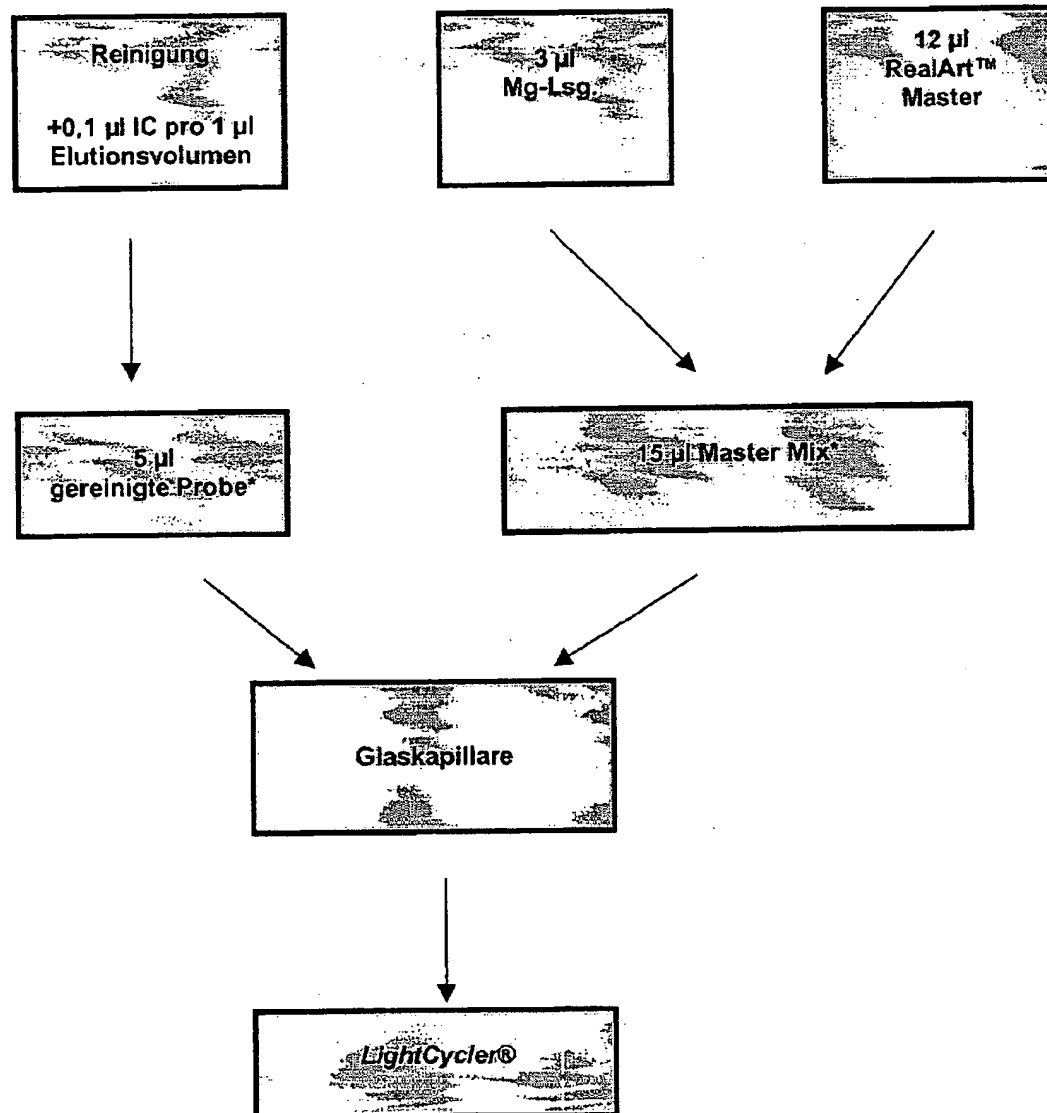 Reinigung
+0,1 µl IC pro 1 µl
Elutionsvolumen
3 µl
Mg-Lsg.
12 µl
RealArt™
Master
5 µl
gereinigte Probe*
15 µl Master Mix*
Glaskapillare
LightCycler®